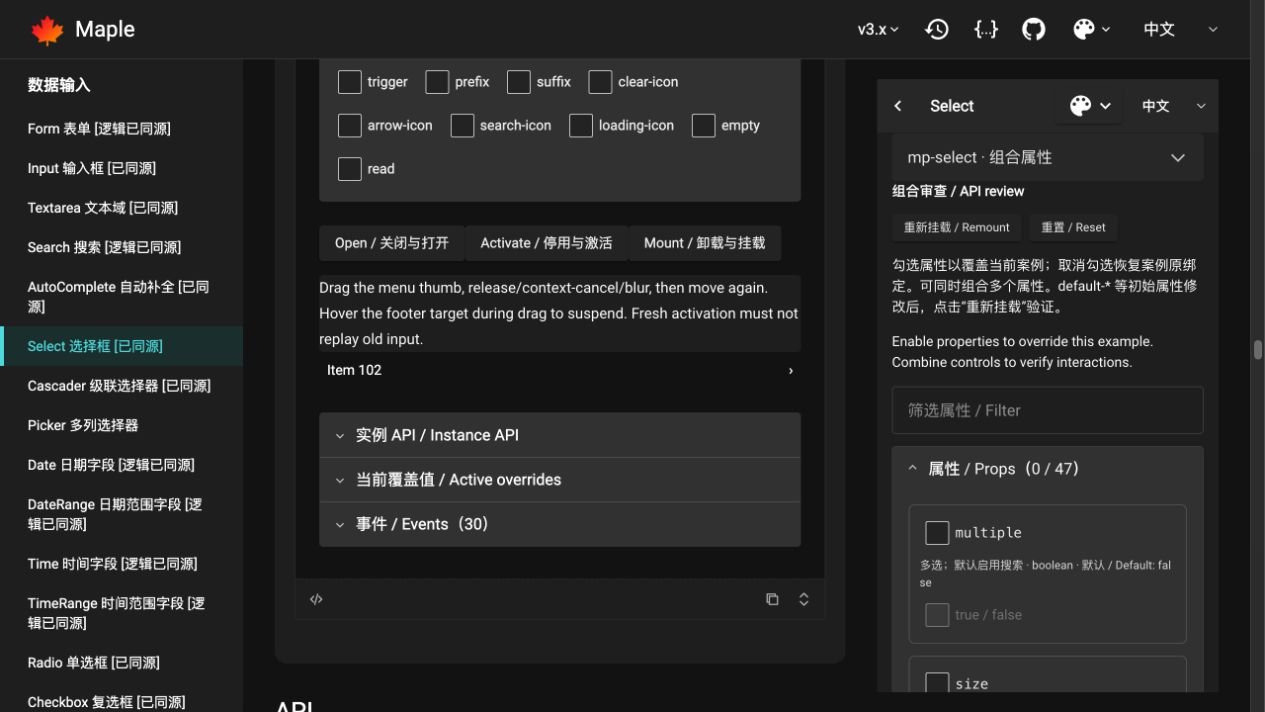 Maple
v3.x
中文
数据输入
Form 表单 [逻辑已同源]
Input 输入框 [已同源]
Textarea 文本域 [已同源]
Search 搜索 [逻辑已同源]
AutoComplete 自动补全 [已同
源]
Select 选择框 [已同源]
Cascader 级联选择器 [已同源]
Picker 多列选择器
Date 日期字段 [逻辑已同源]
DateRange 日期范围字段 [逻
辑已同源]
Time 时间字段 [逻辑已同源]
TimeRange 时间范围字段 [逻
辑已同源]
Radio 单选框 [已同源]
Checkbox 复选框 [已同源]
trigger prefix suffix clear-icon
arrow-icon search-icon loading-icon empty
read
Open / 关闭与打开 Activate / 停用与激活 Mount / 卸载与挂载
Drag the menu thumb, release/context-cancel/blur, then move again.
Hover the footer target during drag to suspend. Fresh activation must not
replay old input.
Item 102 ›
实例 API / Instance API
当前覆盖值 / Active overrides
事件 / Events（30）
</>
API
Select
中文
mp-select · 组合属性
组合审查 / API review
重新挂载 / Remount 重置 / Reset
勾选属性以覆盖当前案例；取消勾选恢复案例原绑
定。可同时组合多个属性。default-* 等初始属性修
改后，点击“重新挂载”验证。
Enable properties to override this example.
Combine controls to verify interactions.
筛选属性 / Filter
属性 / Props（0 / 47）
multiple
多选；默认启用搜索 · boolean · 默认 / Default: fal
se
true / false
size